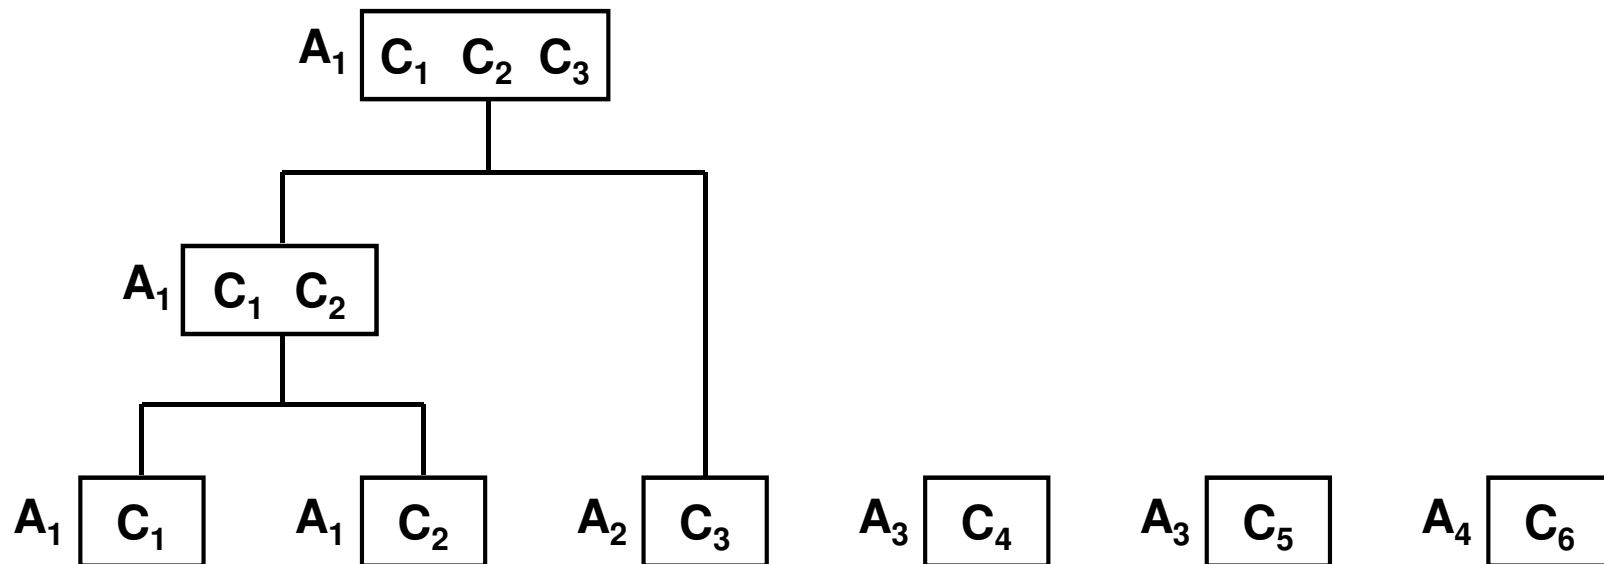 A₁ C₁ C₂ C₃
A₁ C₁ C₂
A₁ C₁ A₁ C₂ A₂ C₃ A₃ C₄ A₃ C₅ A₄ C₆